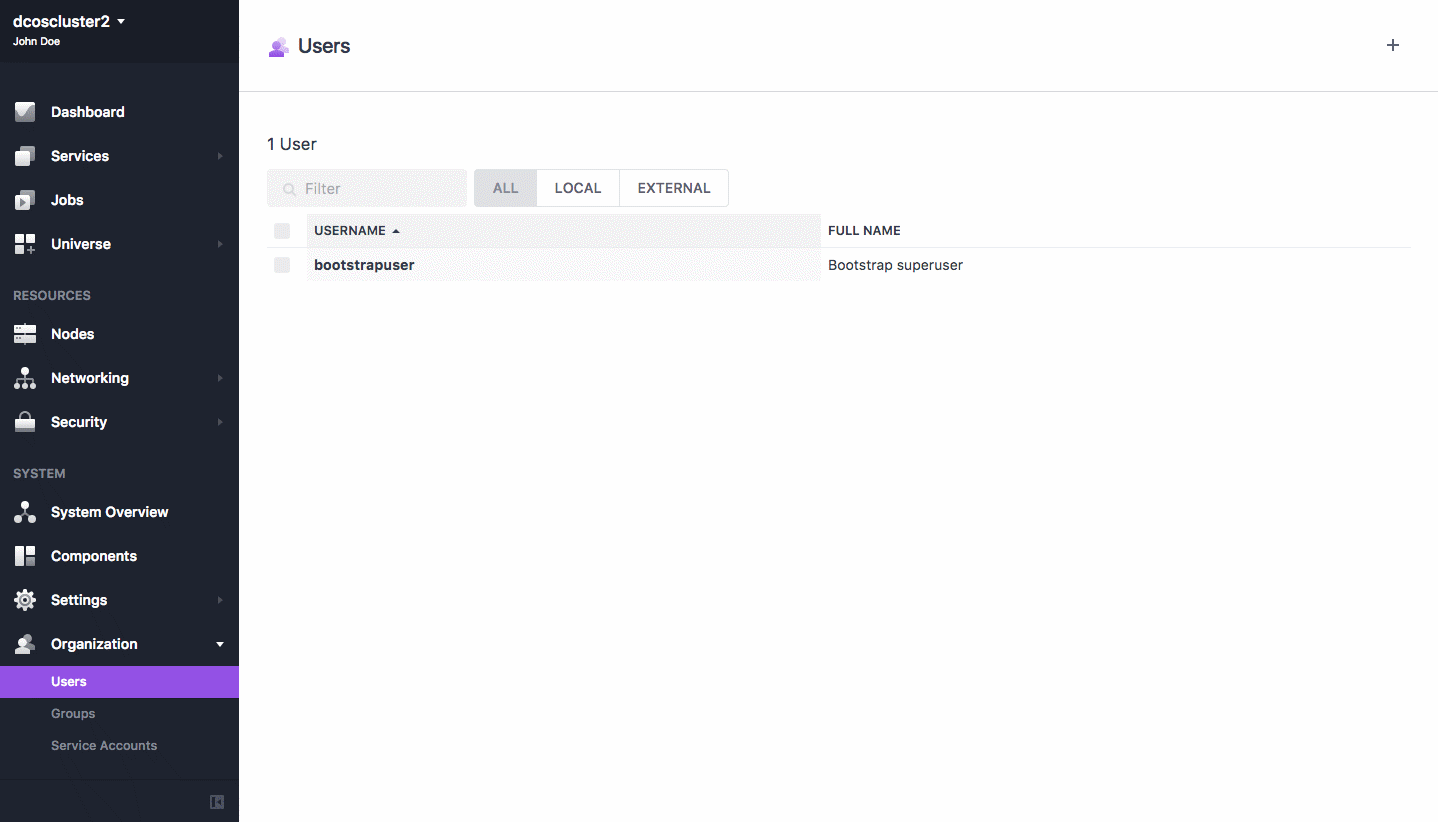 dcoscluster2
John Doe
Dashboard
Services
Jobs
Universe
RESOURCES
Nodes
Networking
Security
SYSTEM
System Overview
Components
Settings
Organization
Users
Groups
Service Accounts
Users
1 User
Filter
ALL LOCAL EXTERNAL
USERNAME FULL NAME
bootstrapuser Bootstrap superuser